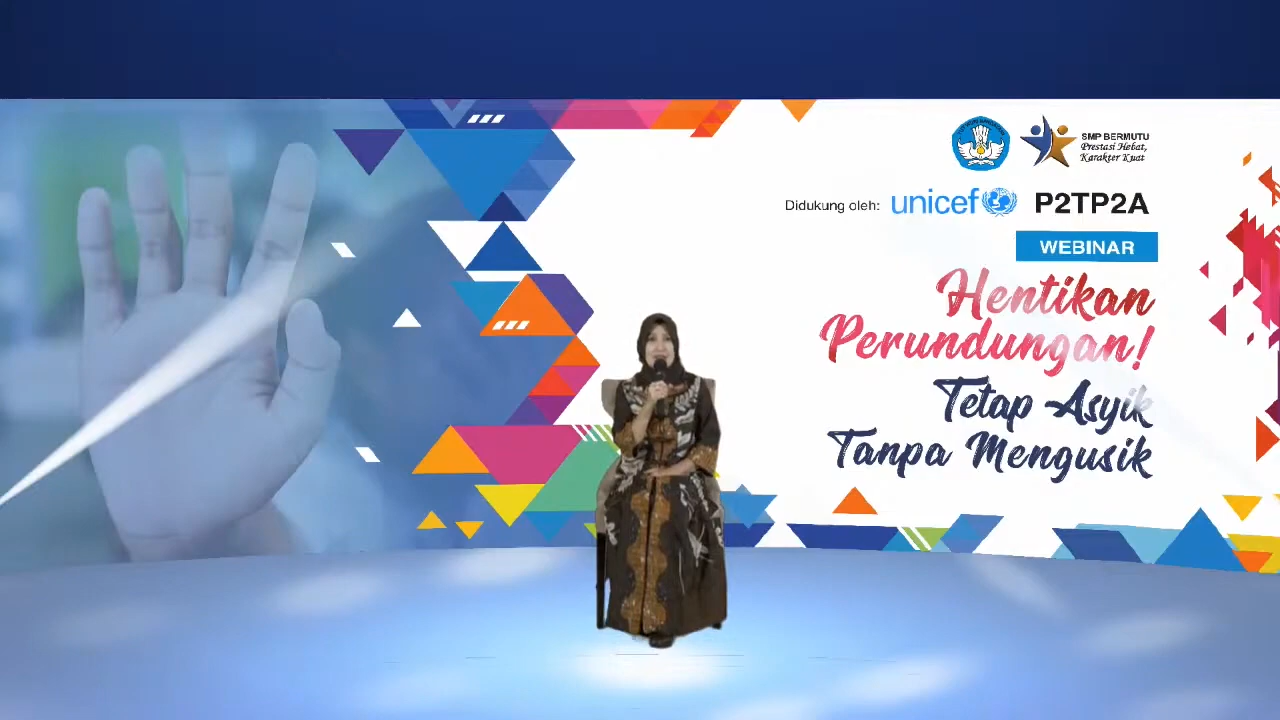 SMP BERMUTU
Prestasi Hebat,
Karakter Kuat
Didukung oleh: unicef P2TP2A
WEBINAR
Hentikan
Perundungan!
Tetap Asyik
Tanpa Mengusik